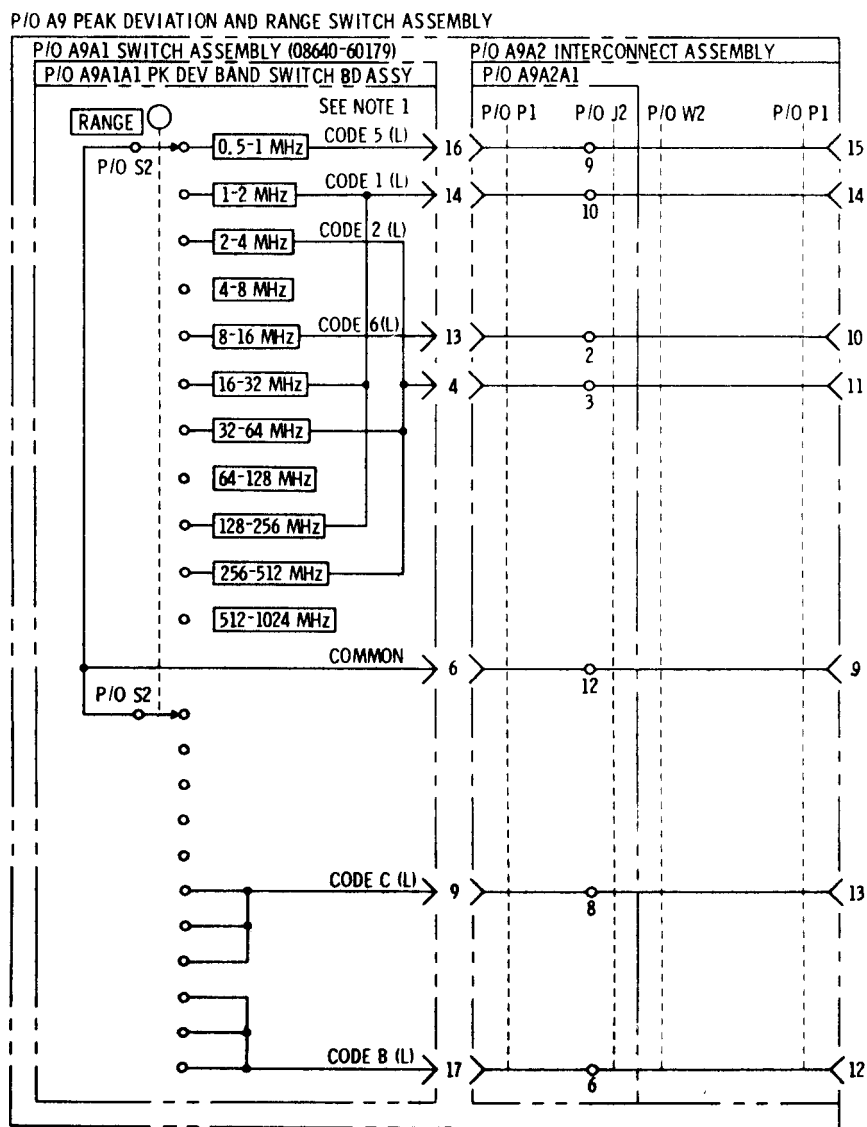 P/O A9 PEAK DEVIATION AND RANGE SWITCH ASSEMBLY
P/O A9A1 SWITCH ASSEMBLY (08640-60179)
P/O A9A2 INTERCONNECT ASSEMBLY
P/O A9A1A1 PK DEV BAND SWITCH BD ASSY
P/O A9A2A1
SEE NOTE 1
P/O P1 P/O J2 P/O W2 P/O P1
RANGE
P/O S2
0.5-1 MHz CODE 5 (L) 16 9 15
1-2 MHz CODE 1 (L) 14 10 14
2-4 MHz CODE 2 (L)
4-8 MHz
8-16 MHz CODE 6(L) 13 2 10
16-32 MHz 4 3 11
32-64 MHz
64-128 MHz
128-256 MHz
256-512 MHz
512-1024 MHz
COMMON 6 12 9
P/O S2
CODE C (L) 9 8 13
CODE B (L) 17 6 12